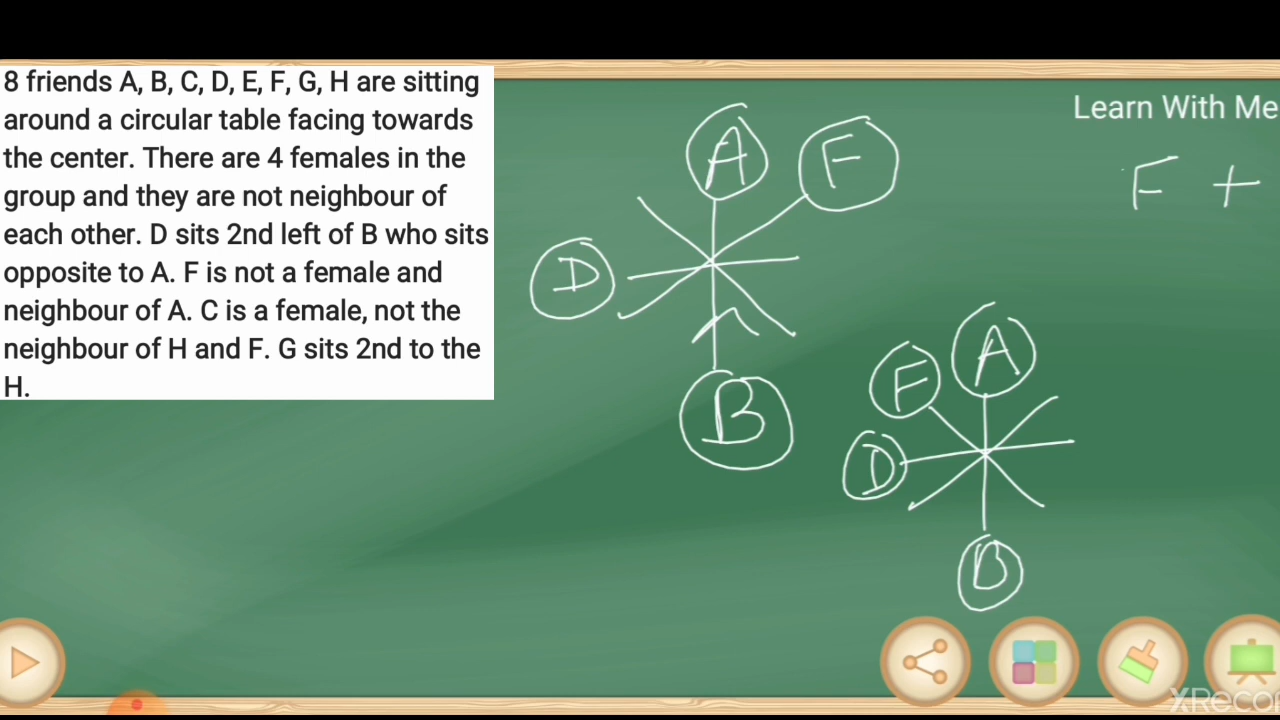 8 friends A, B, C, D, E, F, G, H are sitting
around a circular table facing towards
the center. There are 4 females in the
group and they are not neighbour of
each other. D sits 2nd left of B who sits
opposite to A. F is not a female and
neighbour of A. C is a female, not the
neighbour of H and F. G sits 2nd to the
H.
Learn With Me
F +
A
F
D
B
A
F
D
B
XRecor